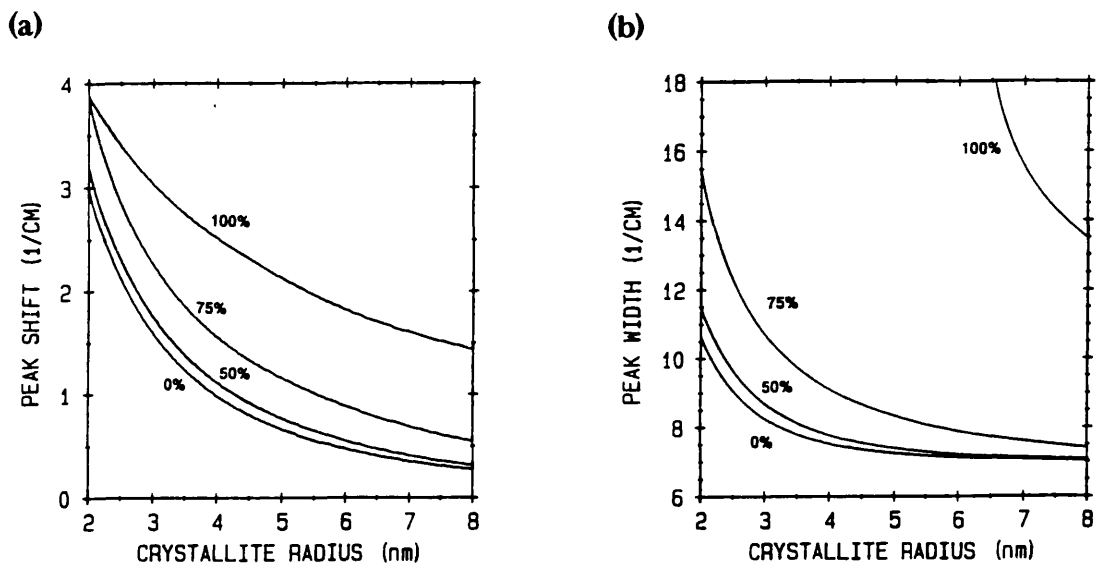 (a)
4
3
2
1
0
PEAK SHIFT (1/CM)
100%
75%
50%
0%
2 3 4 5 6 7 8
CRYSTALLITE RADIUS (nm)
(b)
18
16
14
12
10
8
6
PEAK WIDTH (1/CM)
100%
75%
50%
0%
2 3 4 5 6 7 8
CRYSTALLITE RADIUS (nm)